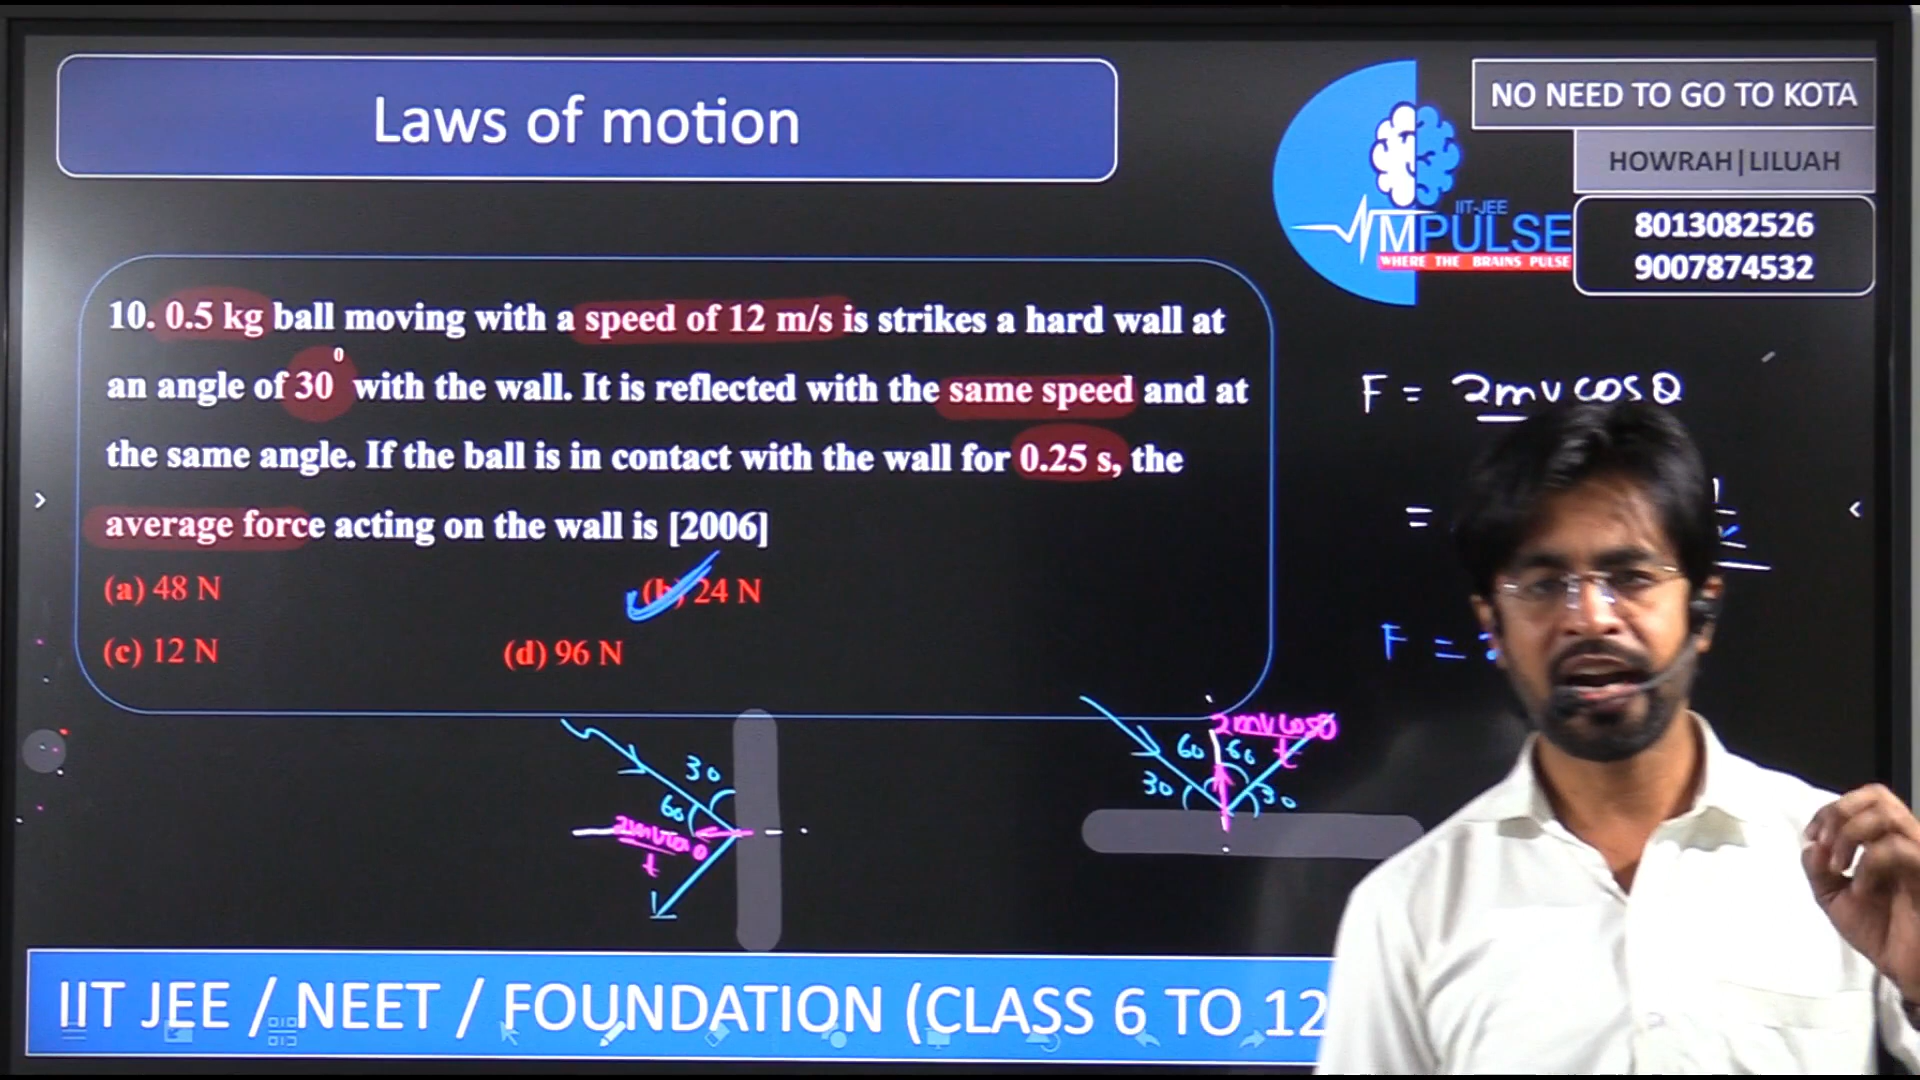 Laws of motion
NO NEED TO GO TO KOTA
HOWRAH|LILUAH
8013082526
9007874532
IIT-JEE
MPULSE
WHERE THE BRAINS PULSE
10. 0.5 kg ball moving with a speed of 12 m/s is strikes a hard wall at
an angle of 30⁰ with the wall. It is reflected with the same speed and at
the same angle. If the ball is in contact with the wall for 0.25 s, the
average force acting on the wall is [2006]
(a) 48 N
(b) 24 N
(c) 12 N
(d) 96 N
F = 2mv cosθ
=
F =
30
60
2mvcosθ
t
60 60
30 30
2mvcosθ
t
IIT JEE / NEET / FOUNDATION (CLASS 6 TO 12